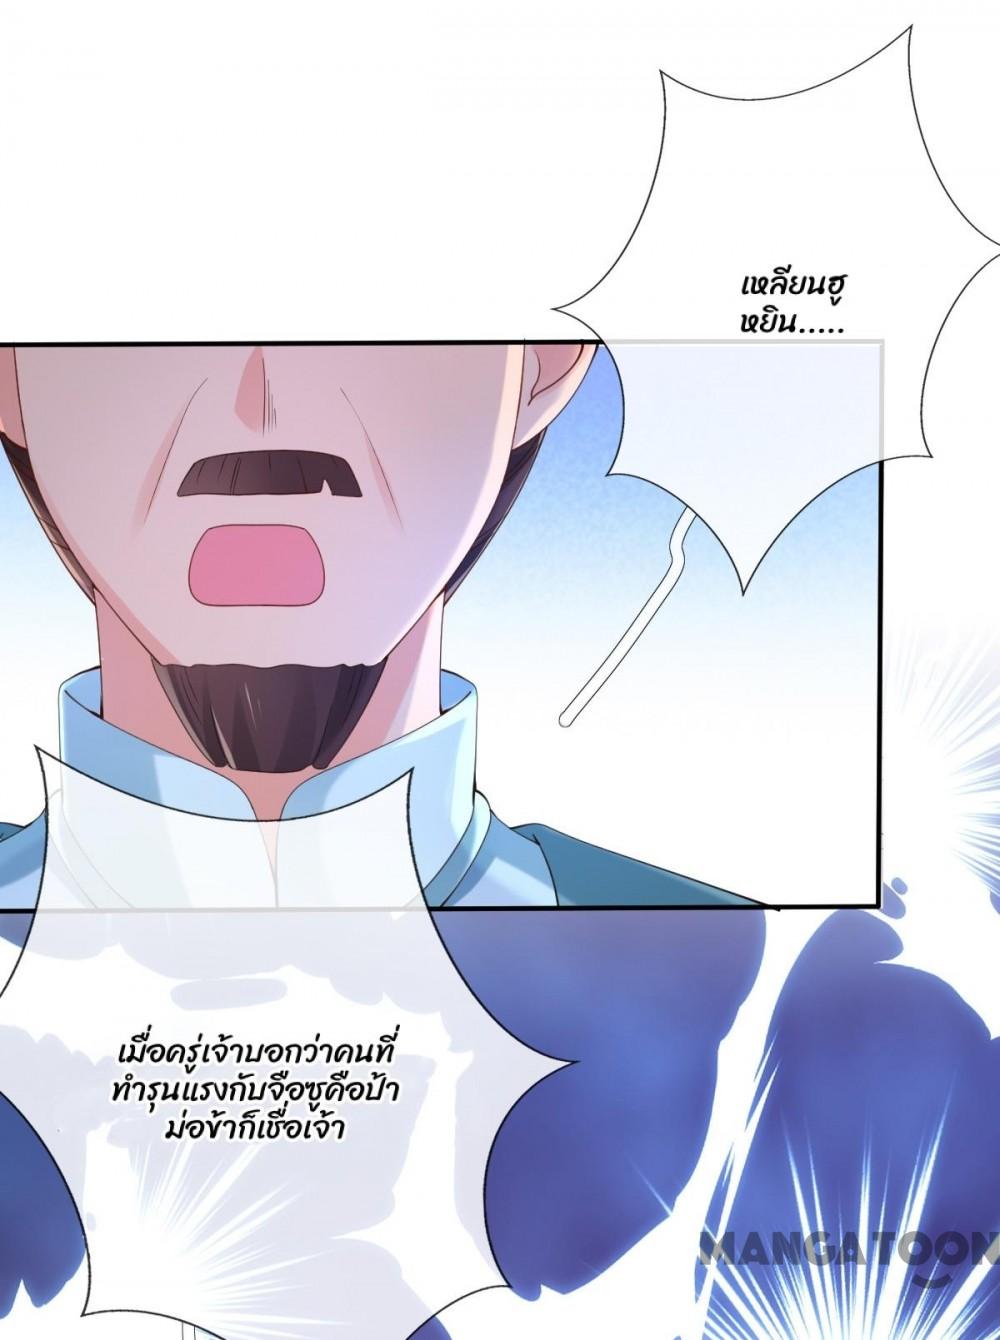 เหลียนฮู
หยิน.....
เมื่อครู่เจ้าบอกว่าคนที่
ทำรุนแรงกับจือซูคือป้า
ม่อข้าก็เชื่อเจ้า
MANGATOON